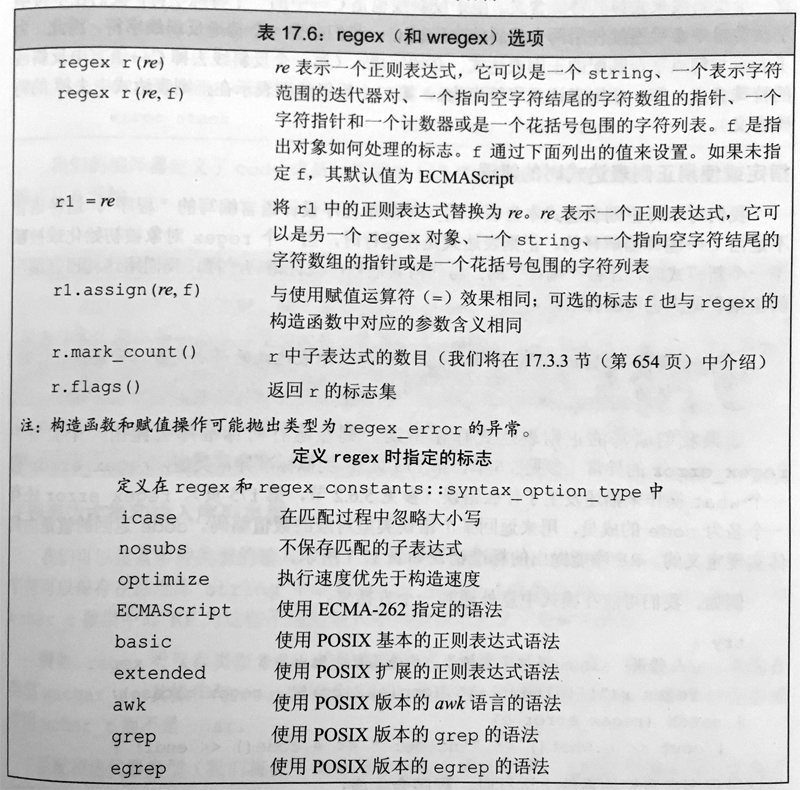 表 17.6：regex（和 wregex）选项
regex r(re) re 表示一个正则表达式，它可以是一个 string、一个表示字符
regex r(re, f) 范围的迭代器对、一个指向空字符结尾的字符数组的指针、一个
字符指针和一个计数器或是一个花括号包围的字符列表。f 是指
出对象如何处理的标志。f 通过下面列出的值来设置。如果未指
定 f，其默认值为 ECMAScript
r1 = re 将 r1 中的正则表达式替换为 re。re 表示一个正则表达式，它可
以是另一个 regex 对象、一个 string、一个指向空字符结尾的
字符数组的指针或是一个花括号包围的字符列表
r1.assign(re, f) 与使用赋值运算符（=）效果相同；可选的标志 f 也与 regex 的
构造函数中对应的参数含义相同
r.mark_count() r 中子表达式的数目（我们将在 17.3.3 节（第 654 页）中介绍）
r.flags() 返回 r 的标志集
注：构造函数和赋值操作可能抛出类型为 regex_error 的异常。
定义 regex 时指定的标志
定义在 regex 和 regex_constants::syntax_option_type 中
icase 在匹配过程中忽略大小写
nosubs 不保存匹配的子表达式
optimize 执行速度优先于构造速度
ECMAScript 使用 ECMA-262 指定的语法
basic 使用 POSIX 基本的正则表达式语法
extended 使用 POSIX 扩展的正则表达式语法
awk 使用 POSIX 版本的 awk 语言的语法
grep 使用 POSIX 版本的 grep 的语法
egrep 使用 POSIX 版本的 egrep 的语法